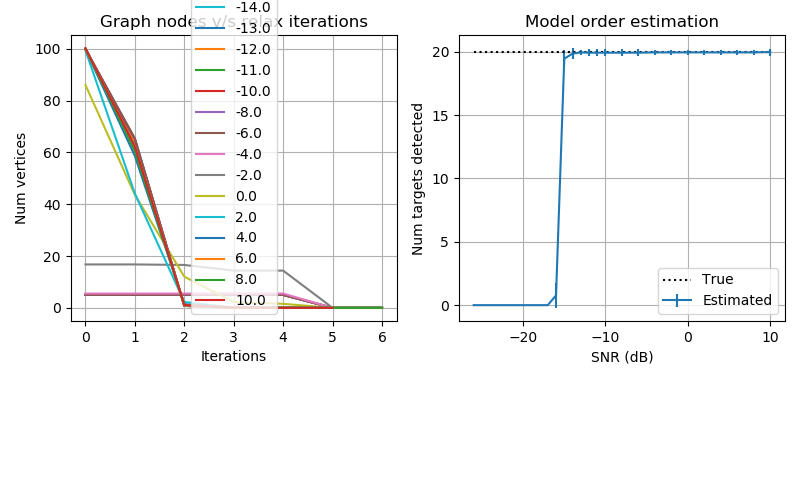 Graph nodes v/s relax iterations
Num vertices
100
80
60
40
20
0
0 1 2 3 4 5 6
Iterations
-14.0
-13.0
-12.0
-11.0
-10.0
-8.0
-6.0
-4.0
-2.0
0.0
2.0
4.0
6.0
8.0
10.0
Model order estimation
Num targets detected
20
15
10
5
0
−20 −10 0 10
SNR (dB)
True
Estimated